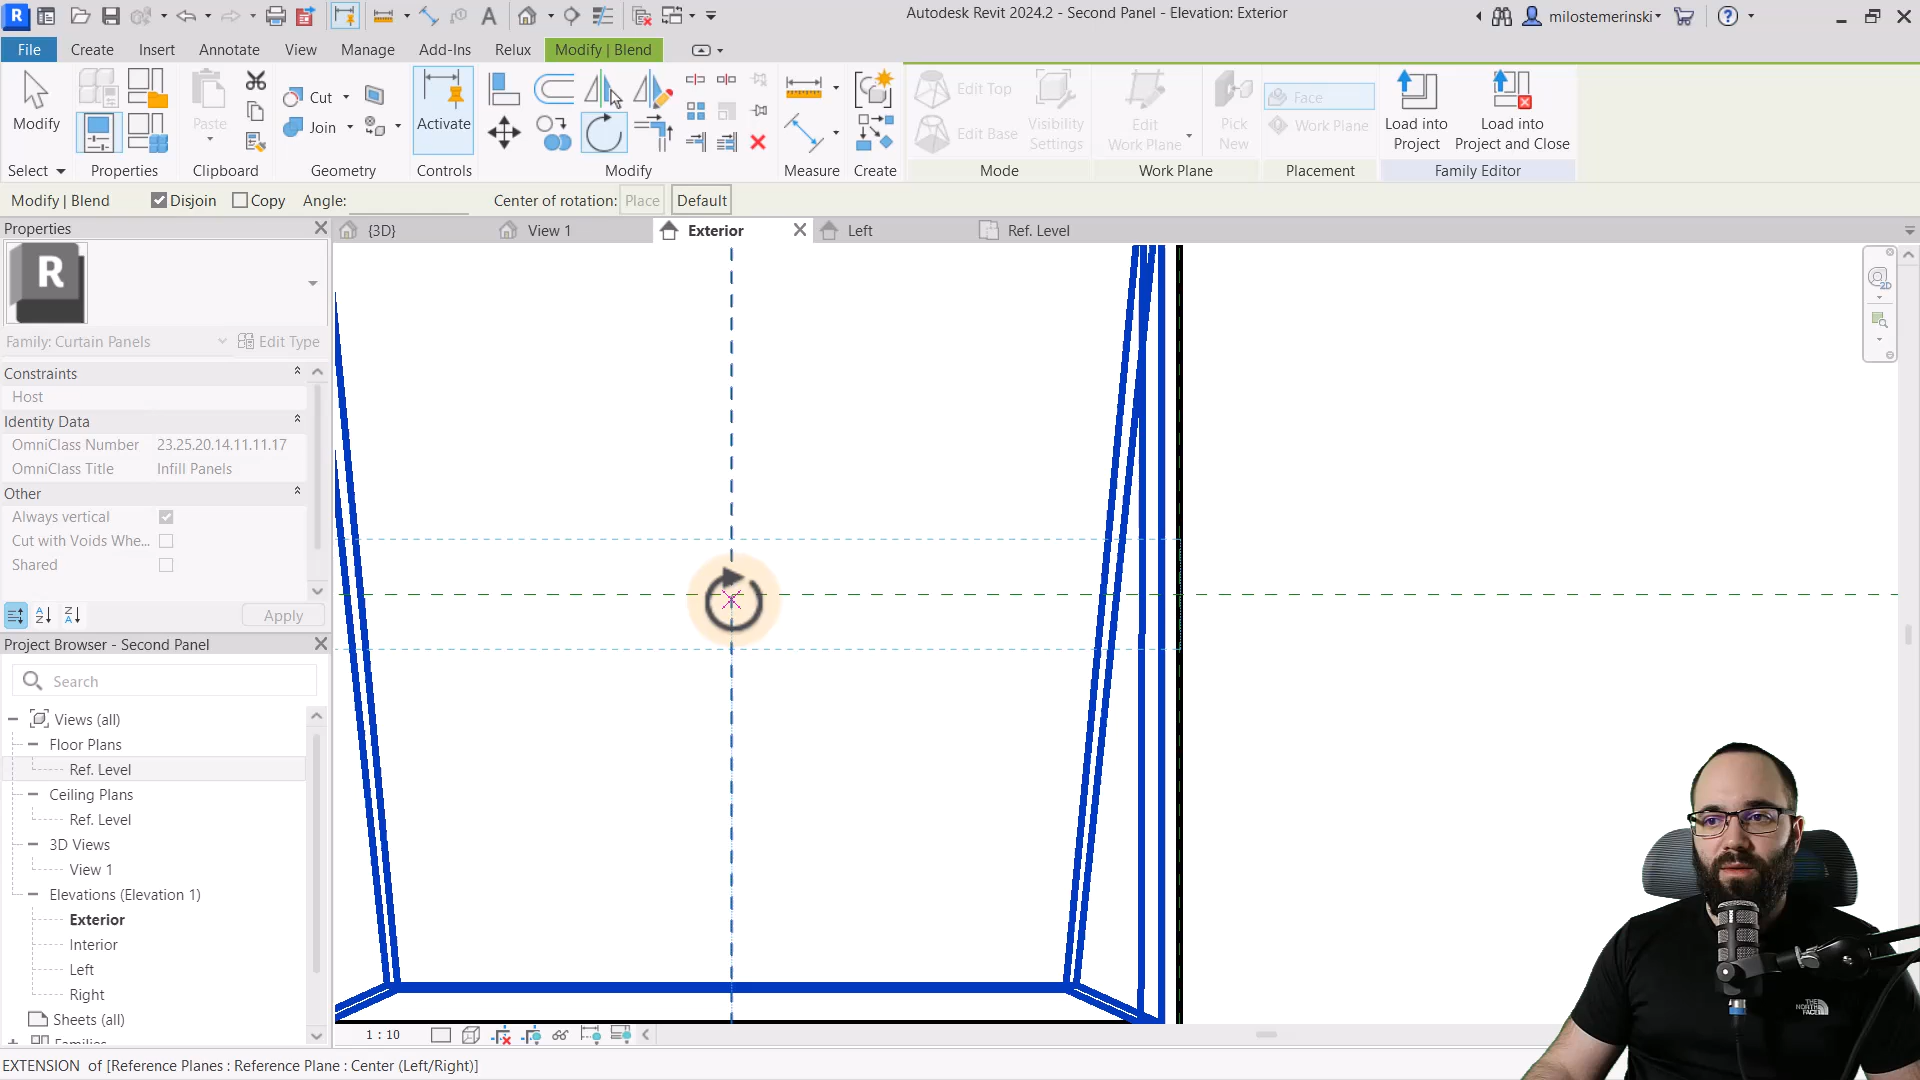 Autodesk Revit 2024.2 - Second Panel - Elevation: Exterior
milostemerinski
File Create Insert Annotate View Manage Add-Ins Relux Modify | Blend
Modify
Paste
Cut
Join
Activate
Edit Top
Edit Base
Visibility Settings
Edit Work Plane
Pick New
Face
Work Plane
Load into Project
Load into Project and Close
Select Properties Clipboard Geometry Controls Modify Measure Create Mode Work Plane Placement Family Editor
Modify | Blend Disjoin Copy Angle: Center of rotation: Place Default
Properties
{3D} View 1 Exterior Left Ref. Level
R
2D
Family: Curtain Panels Edit Type
Constraints
Host
Identity Data
OmniClass Number 23.25.20.14.11.11.17
OmniClass Title Infill Panels
Other
Always vertical
Cut with Voids Whe...
Shared
Apply
Project Browser - Second Panel
Search
Views (all)
Floor Plans
Ref. Level
Ceiling Plans
Ref. Level
3D Views
View 1
Elevations (Elevation 1)
Exterior
Interior
Left
Right
Sheets (all)
Families
1 : 10
EXTENSION of [Reference Planes : Reference Plane : Center (Left/Right)]
THE NORTH FACE